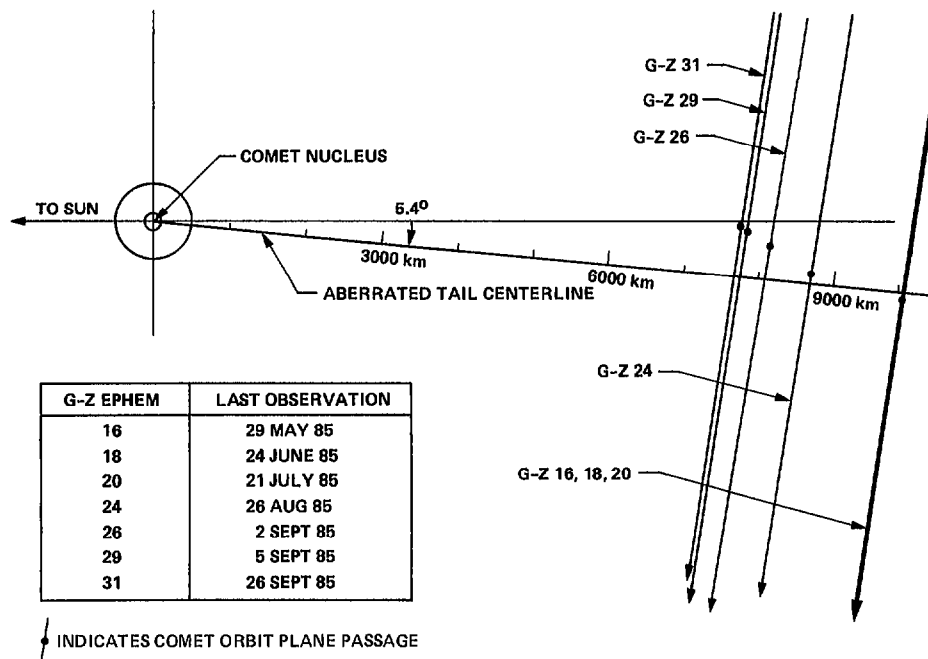 G-Z 31
G-Z 29
G-Z 26
COMET NUCLEUS
TO SUN
5.4°
3000 km
6000 km
9000 km
ABERRATED TAIL CENTERLINE
G-Z 24
G-Z 16, 18, 20
G-Z EPHEM LAST OBSERVATION
16 29 MAY 85
18 24 JUNE 85
20 21 JULY 85
24 26 AUG 85
26 2 SEPT 85
29 5 SEPT 85
31 26 SEPT 85
INDICATES COMET ORBIT PLANE PASSAGE